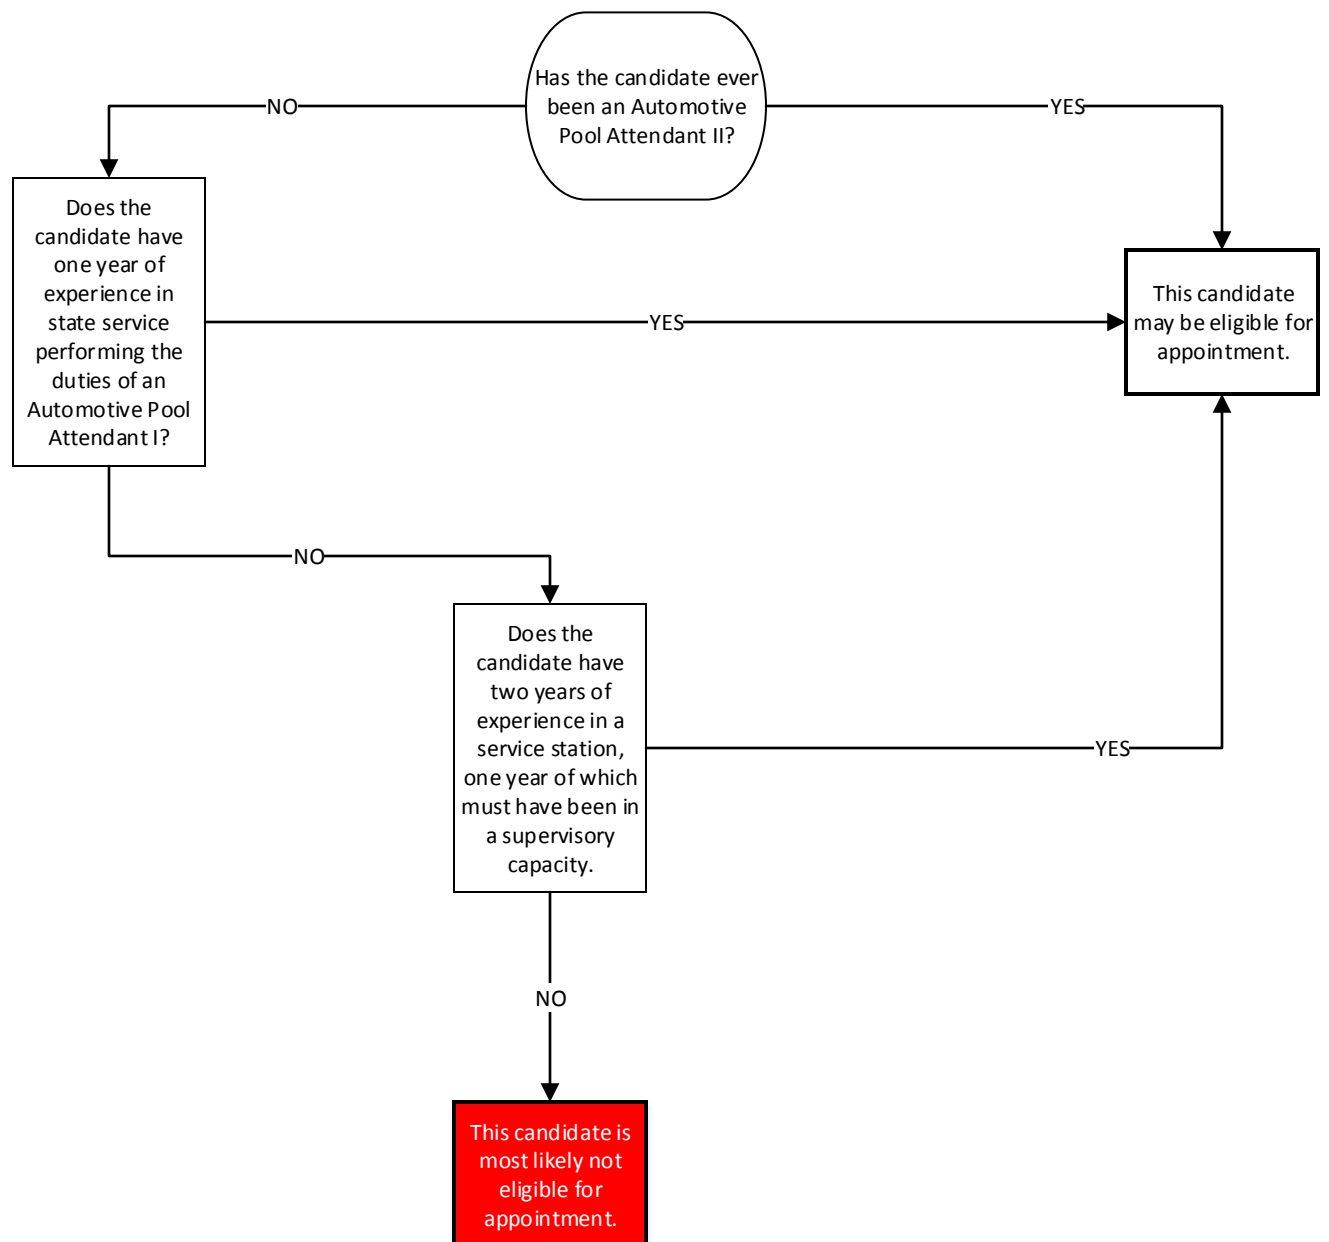 Has the candidate ever
been an Automotive
Pool Attendant II?
NO
YES
Does the
candidate have
one year of
experience in
state service
performing the
duties of an
Automotive Pool
Attendant I?
YES
This candidate
may be eligible for
appointment.
NO
Does the
candidate have
two years of
experience in a
service station,
one year of which
must have been in
a supervisory
capacity.
YES
NO
This candidate is
most likely not
eligible for
appointment.